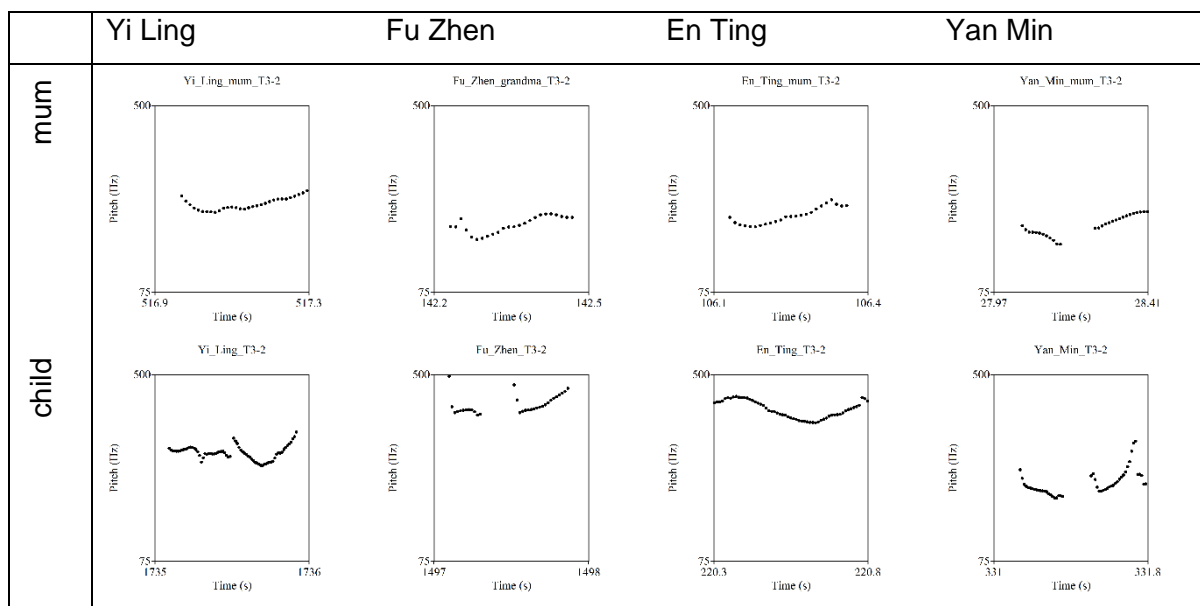 Yi Ling Fu Zhen En Ting Yan Min
mum
Yi_Ling_mum_T3-2
500
Pitch (Hz)
75
516.9 517.3
Time (s)
Fu_Zhen_grandma_T3-2
500
Pitch (Hz)
75
142.2 142.5
Time (s)
En_Ting_mum_T3-2
500
Pitch (Hz)
75
106.1 106.4
Time (s)
Yan_Min_mum_T3-2
500
Pitch (Hz)
75
27.97 28.41
Time (s)
child
Yi_Ling_T3-2
500
Pitch (Hz)
75
1735 1736
Time (s)
Fu_Zhen_T3-2
500
Pitch (Hz)
75
1497 1498
Time (s)
En_Ting_T3-2
500
Pitch (Hz)
75
220.3 220.8
Time (s)
Yan_Min_T3-2
500
Pitch (Hz)
75
331 331.8
Time (s)